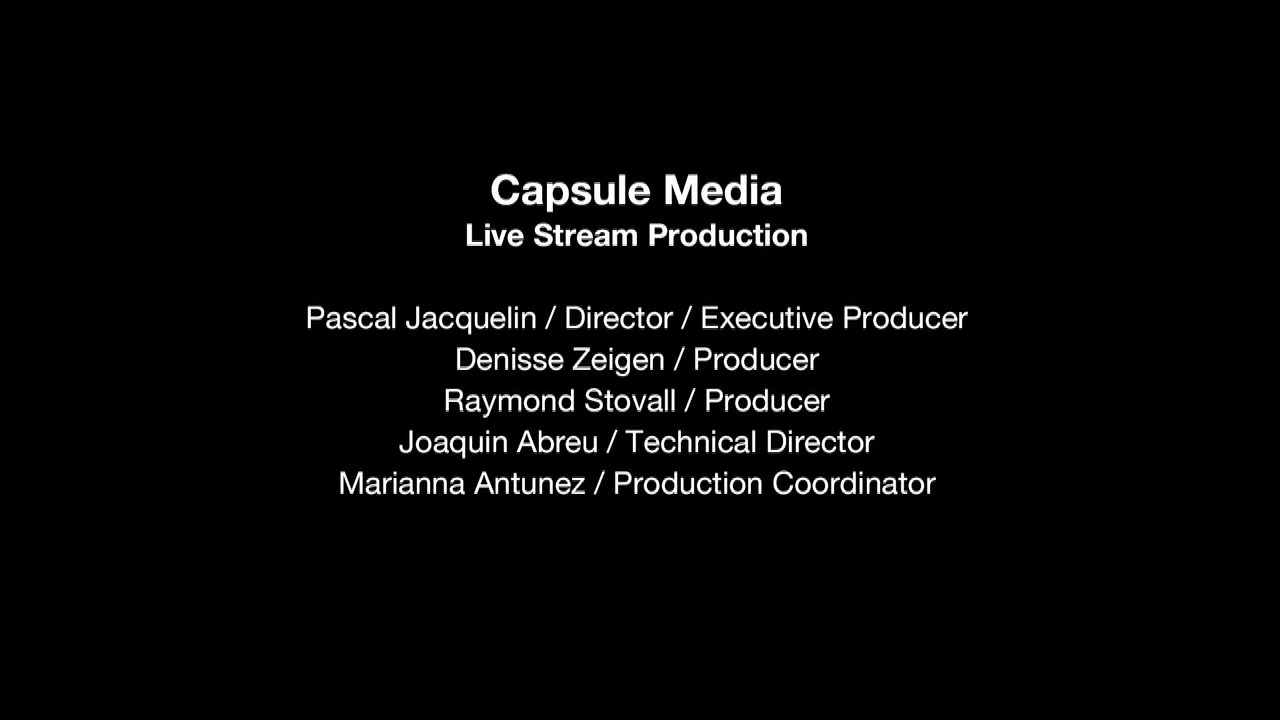 Capsule Media
Live Stream Production
Pascal Jacquelin / Director / Executive Producer
Denisse Zeigen / Producer
Raymond Stovall / Producer
Joaquin Abreu / Technical Director
Marianna Antunez / Production Coordinator